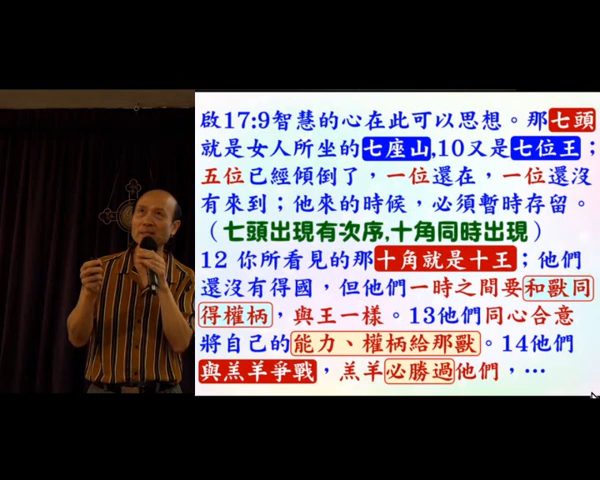 啟17:9智慧的心在此可以思想。那七頭
就是女人所坐的七座山,10又是七位王；
五位已經傾倒了，一位還在，一位還沒
有來到；他來的時候，必須暫時存留。
（七頭出現有次序,十角同時出現）
12 你所看見的那十角就是十王；他們
還沒有得國，但他們一時之間要和獸同
得權柄，與王一樣。13他們同心合意
將自己的能力、權柄給那獸。14他們
與羔羊爭戰，羔羊必勝過他們，…